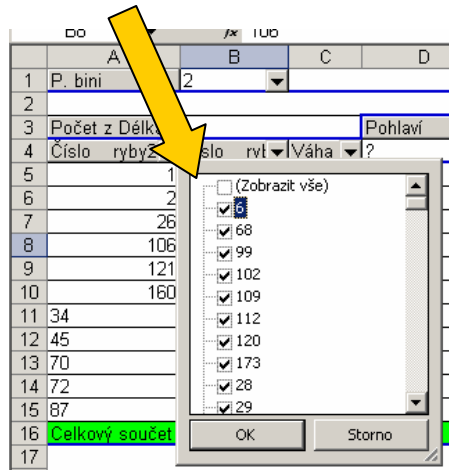 B8 fx 106
A B C D
1 P. bini 2
2
3 Počet z Délka Pohlaví
4 Číslo rybyž slo ryt Váha ?
5 1
6 2
7 26
8 106
9 121
10 160
11 34
12 45
13 70
14 72
15 87
16 Celkový součet
17
(Zobrazit vše)
6
68
99
102
109
112
120
173
28
29
OK Storno